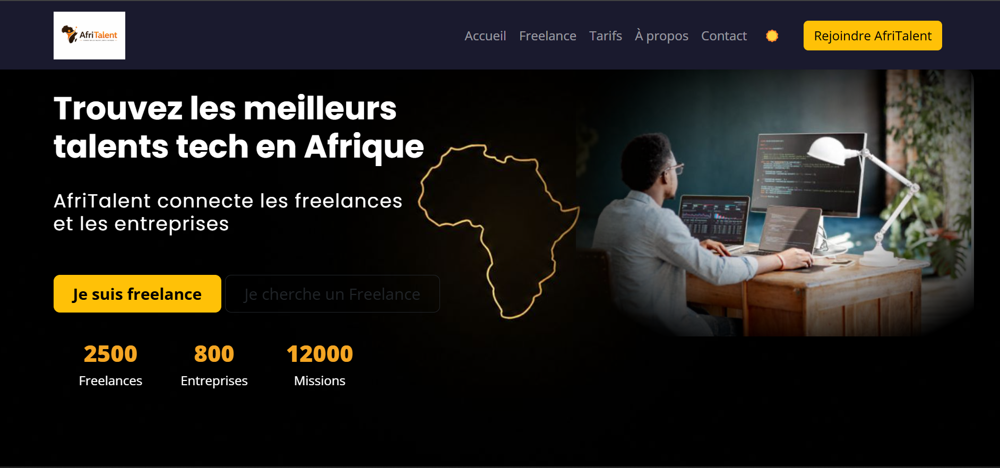 AfriTalent
Accueil Freelance Tarifs À propos Contact
Rejoindre AfriTalent
Trouvez les meilleurs
talents tech en Afrique
AfriTalent connecte les freelances
et les entreprises
Je suis freelance
Je cherche un Freelance
2500 800 12000
Freelances Entreprises Missions